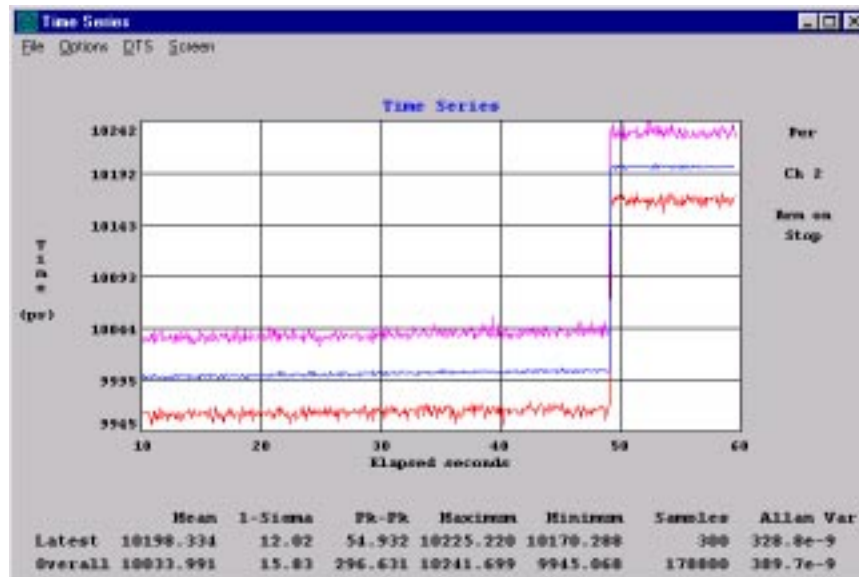 Time Series
File Options DTS Screen
Time Series
10242
10192
10143
10093
10044
9995
9945
Time
(ps)
10 20 30 40 50 60
Elapsed seconds
Per
Ch 2
Arm on
Stop
Mean 1-Sigma Pk-Pk Maximum Minimum Samples Allan Var
Latest 10198.334 12.02 54.932 10225.220 10170.288 300 328.8e-9
Overall 10033.991 15.83 296.631 10241.699 9945.068 389.7e-9